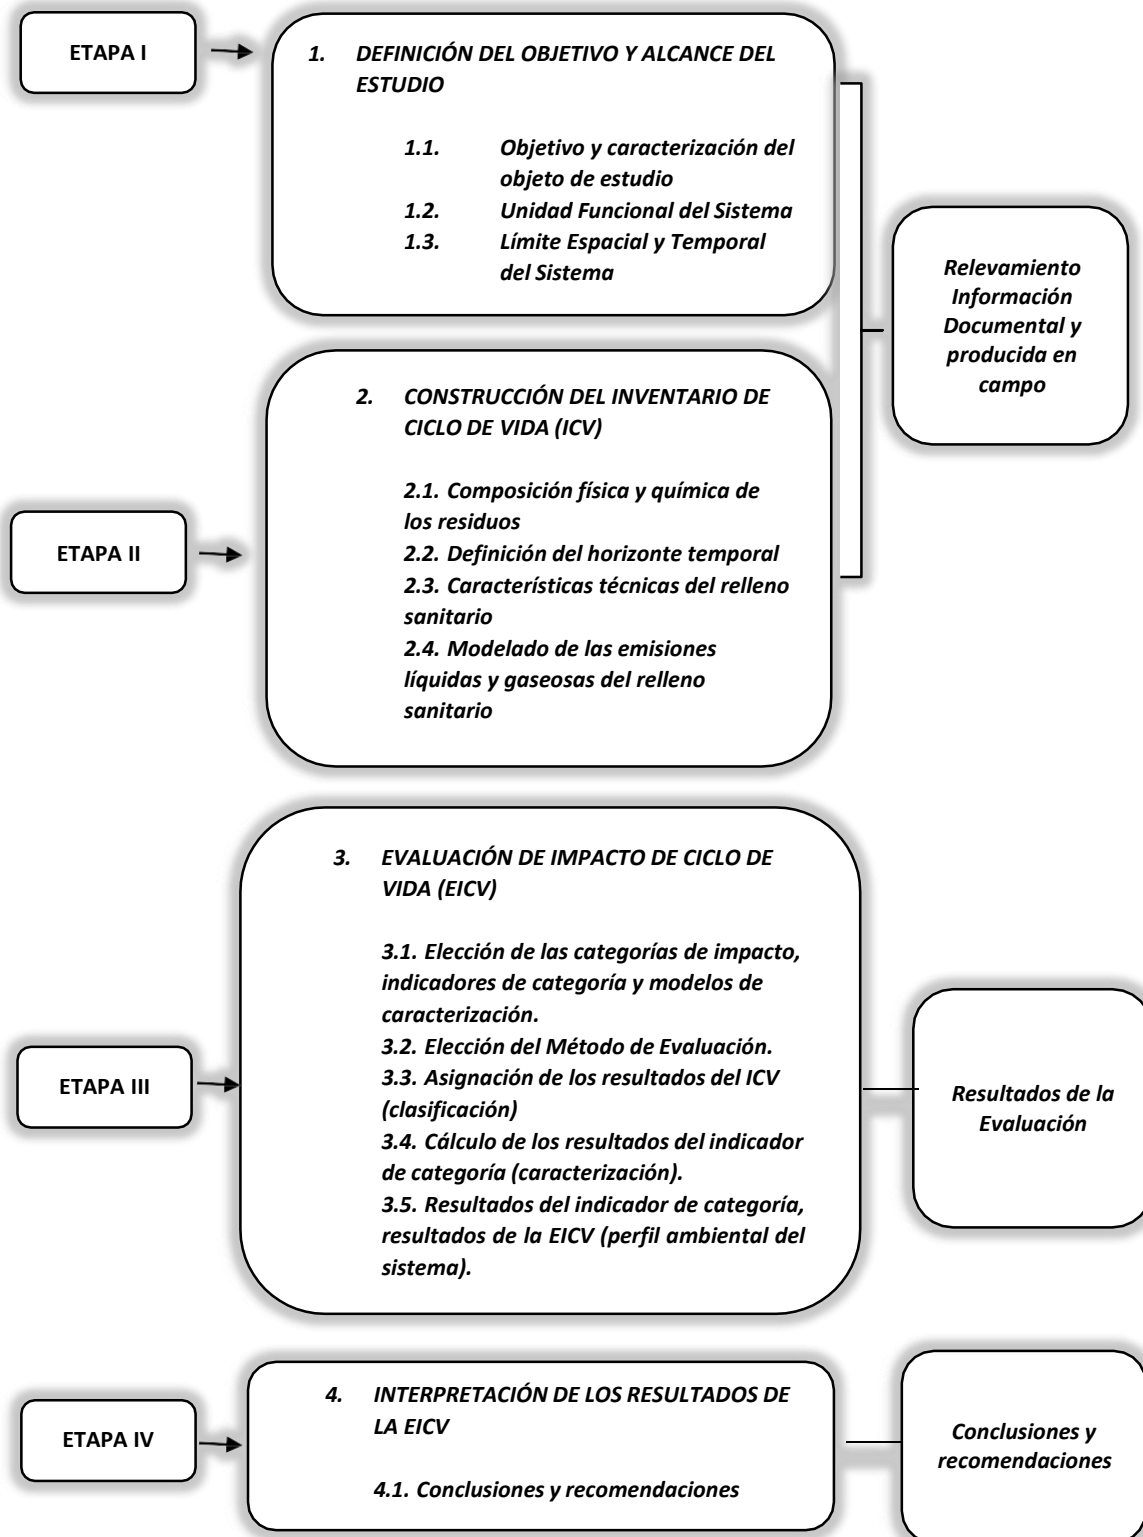 ETAPA I
1. DEFINICIÓN DEL OBJETIVO Y ALCANCE DEL
ESTUDIO
1.1. Objetivo y caracterización del
objeto de estudio
1.2. Unidad Funcional del Sistema
1.3. Límite Espacial y Temporal
del Sistema
Relevamiento
Información
Documental y
producida en
campo
ETAPA II
2. CONSTRUCCIÓN DEL INVENTARIO DE
CICLO DE VIDA (ICV)
2.1. Composición física y química de
los residuos
2.2. Definición del horizonte temporal
2.3. Características técnicas del relleno
sanitario
2.4. Modelado de las emisiones
líquidas y gaseosas del relleno
sanitario
ETAPA III
3. EVALUACIÓN DE IMPACTO DE CICLO DE
VIDA (EICV)
3.1. Elección de las categorías de impacto,
indicadores de categoría y modelos de
caracterización.
3.2. Elección del Método de Evaluación.
3.3. Asignación de los resultados del ICV
(clasificación)
3.4. Cálculo de los resultados del indicador
de categoría (caracterización).
3.5. Resultados del indicador de categoría,
resultados de la EICV (perfil ambiental del
sistema).
Resultados de la
Evaluación
ETAPA IV
4. INTERPRETACIÓN DE LOS RESULTADOS DE
LA EICV
4.1. Conclusiones y recomendaciones
Conclusiones y
recomendaciones